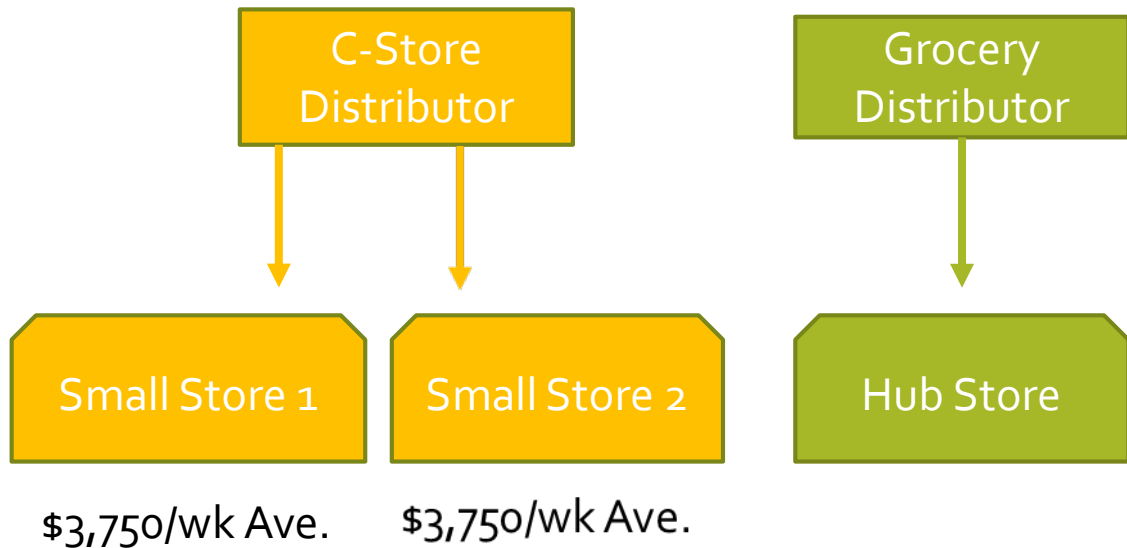 C-Store
Distributor
Grocery
Distributor
Small Store 1
Small Store 2
Hub Store
$3,750/wk Ave.
$3,750/wk Ave.